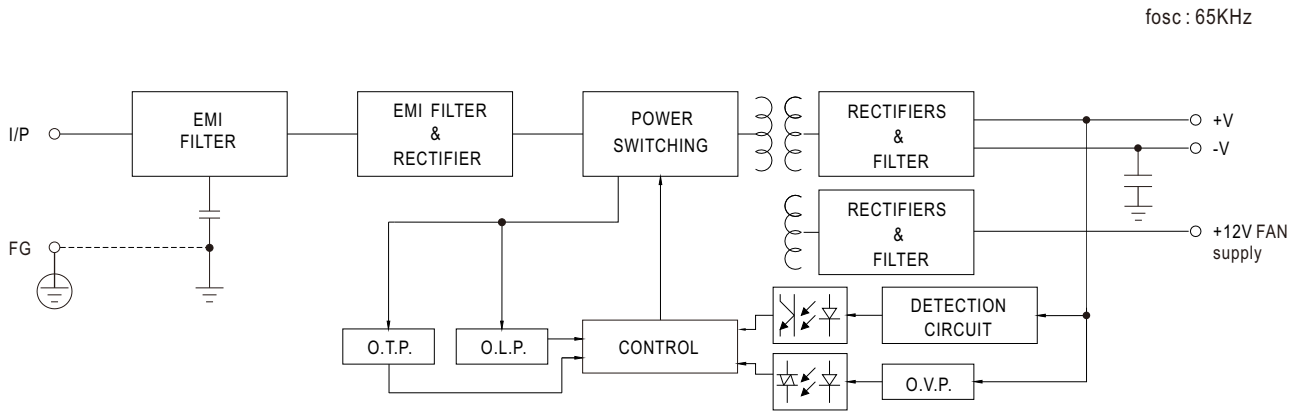 fosc : 65KHz
I/P
EMI
FILTER
EMI FILTER
&
RECTIFIER
POWER
SWITCHING
RECTIFIERS
&
FILTER
+V
-V
FG
RECTIFIERS
&
FILTER
+12V FAN
supply
O.T.P.
O.L.P.
CONTROL
DETECTION
CIRCUIT
O.V.P.